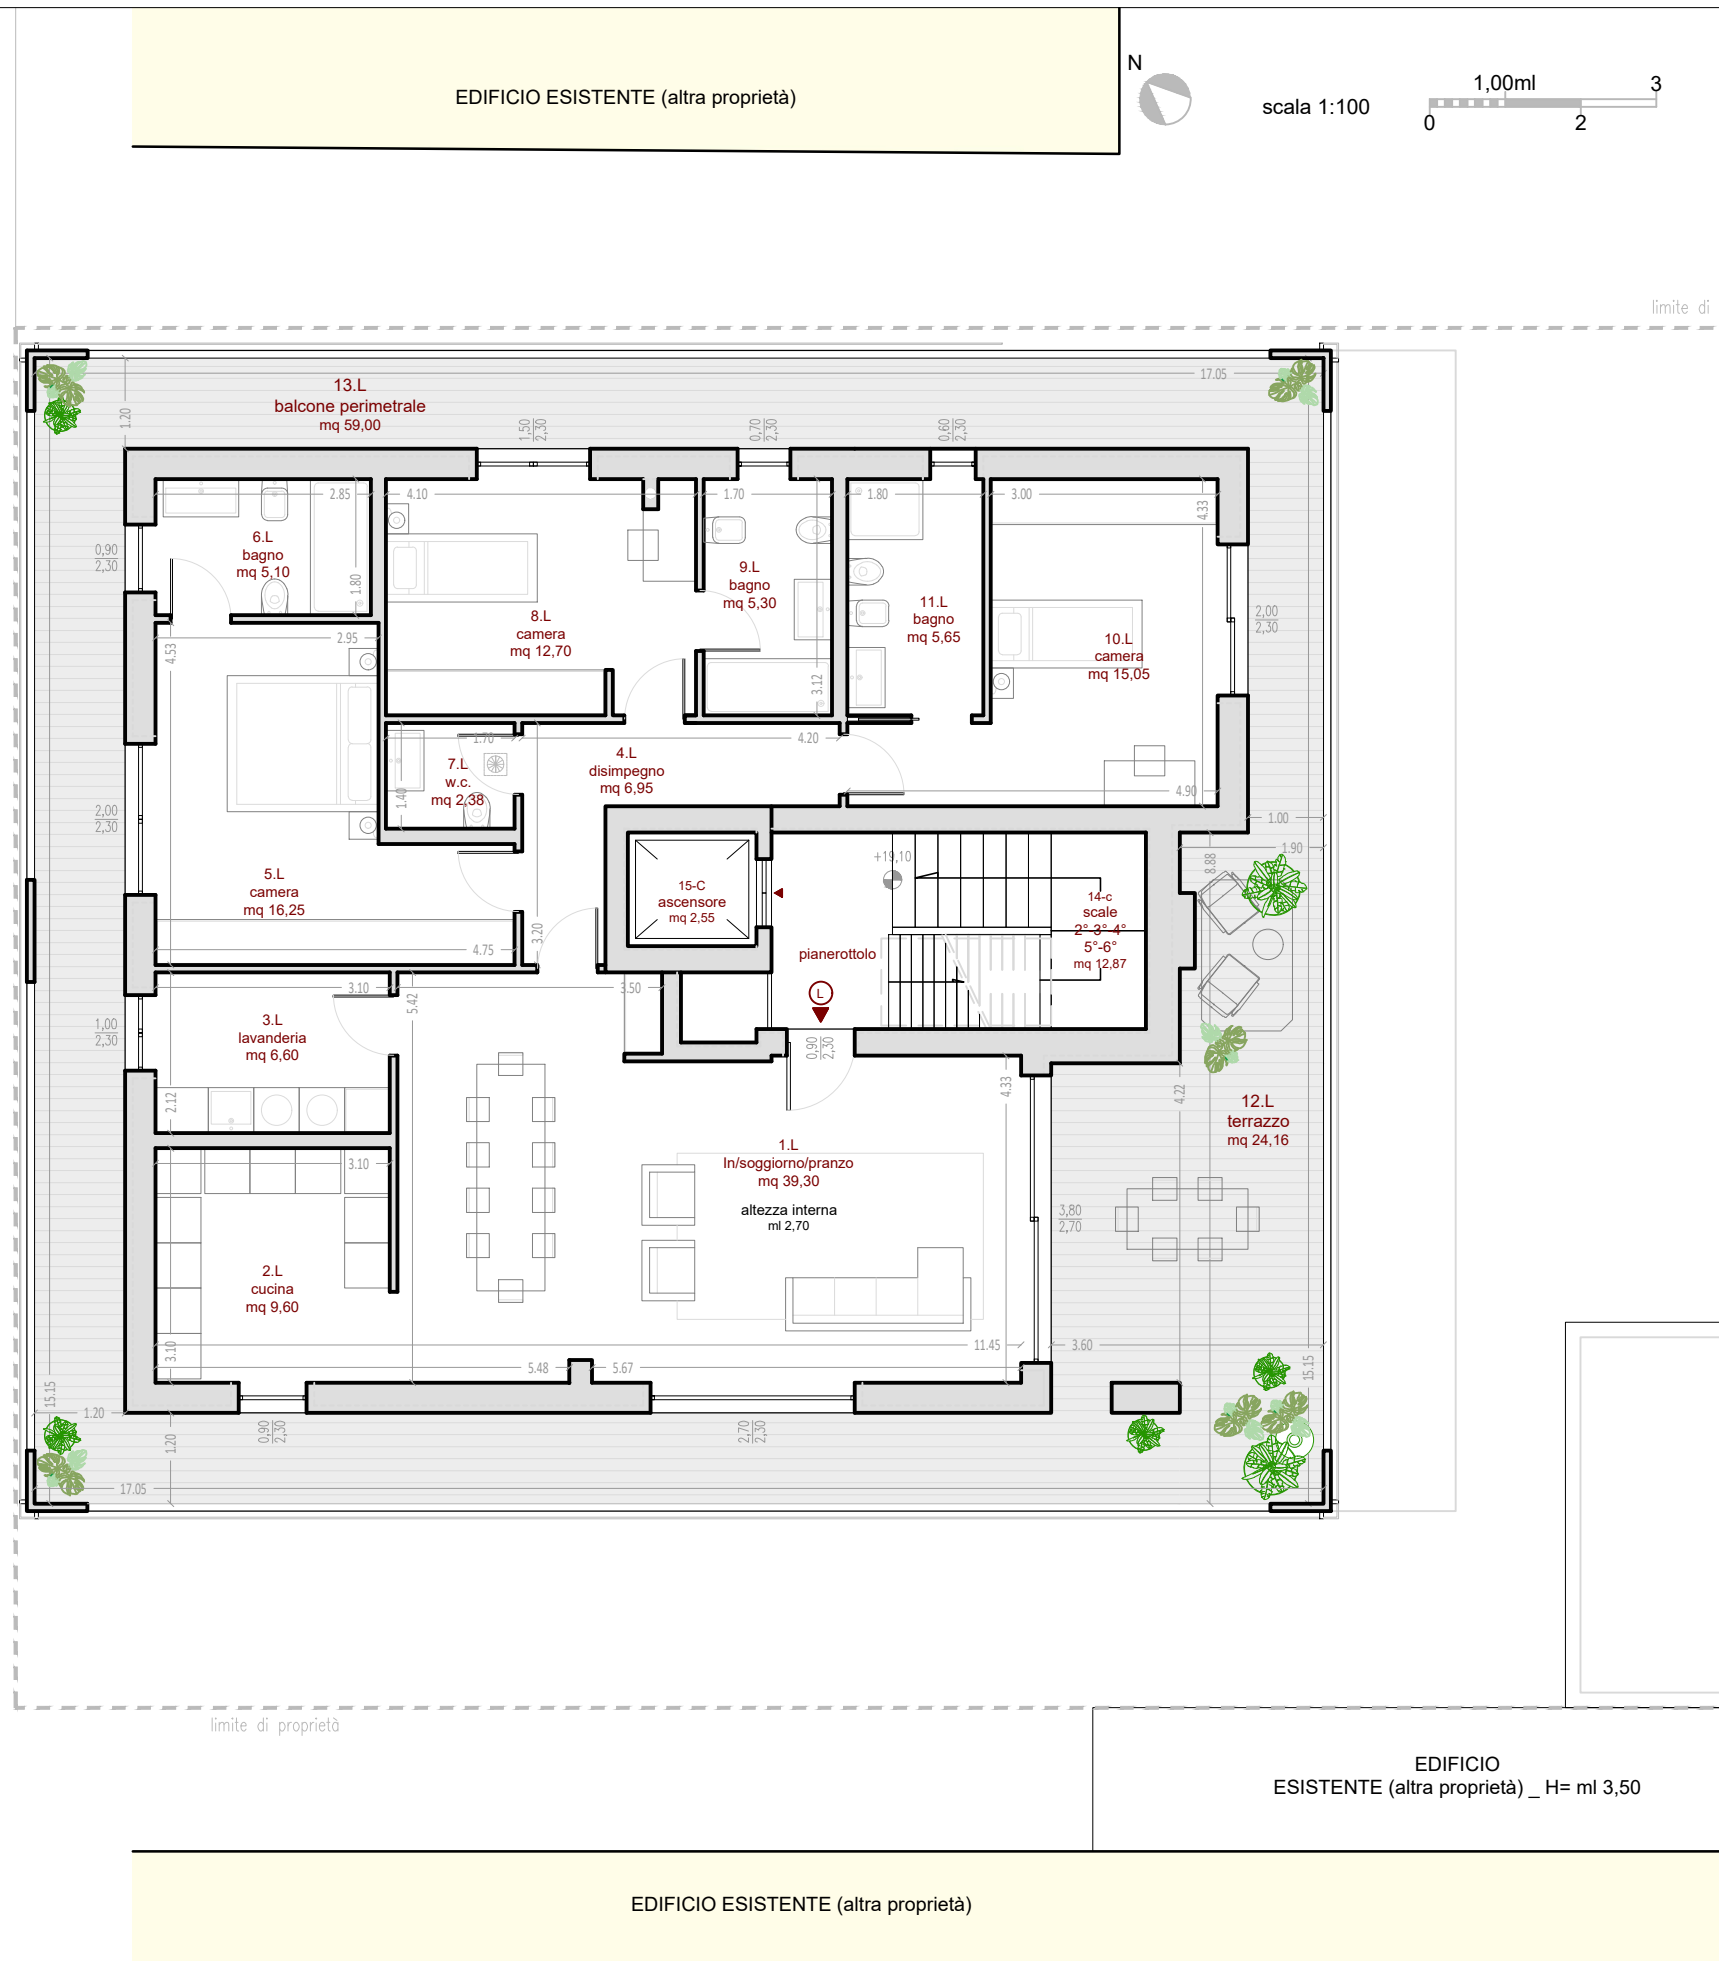 EDIFICIO ESISTENTE (altra proprietà)
N
scala 1:100
1,00ml
3
0
2
limite di
17.05
13.L
balcone perimetrale
mq 59,00
1.20
1,50
2,30
0,70
2,30
0,60
2,30
2.85
4.10
1.70
1.80
3.00
4.33
6.L
bagno
mq 5,10
0,90
2,30
1.80
9.L
bagno
mq 5,30
8.L
camera
mq 12,70
11.L
bagno
mq 5,65
10.L
camera
mq 15,05
2,00
2,30
2.95
4.53
3.12
1.70
4.20
7.L
w.c.
mq 2,38
1.40
4.L
disimpegno
mq 6,95
4.90
1.00
1.90
8.88
2,00
2,30
+19,10
5.L
camera
mq 16,25
15-C
ascensore
mq 2,55
14-c
scale
2°-3°-4°
5°-6°
mq 12,87
pianerottolo
4.75
3.20
3.10
3.50
5.42
L
1,00
2,30
3.L
lavanderia
mq 6,60
0,90
2,30
2.12
4.33
4.22
12.L
terrazzo
mq 24,16
3.10
1.L
In/soggiorno/pranzo
mq 39,30
altezza interna
ml 2,70
3,80
2,70
2.L
cucina
mq 9,60
3.10
11.45
3.60
5.48
5.67
15.15
15.15
1.20
1.20
0,90
2,30
2,70
2,30
17.05
limite di proprietà
EDIFICIO
ESISTENTE (altra proprietà) _ H= ml 3,50
EDIFICIO ESISTENTE (altra proprietà)